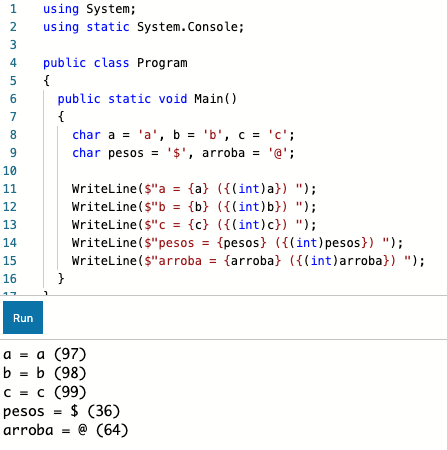 1 using System;
2 using static System.Console;
3
4 public class Program
5 {
6 public static void Main()
7 {
8 char a = 'a', b = 'b', c = 'c';
9 char pesos = '$', arroba = '@';
10
11 WriteLine($"a = {a} ({(int)a}) ");
12 WriteLine($"b = {b} ({(int)b}) ");
13 WriteLine($"c = {c} ({(int)c}) ");
14 WriteLine($"pesos = {pesos} ({(int)pesos}) ");
15 WriteLine($"arroba = {arroba} ({(int)arroba}) ");
16 }
17 }
Run
a = a (97)
b = b (98)
c = c (99)
pesos = $ (36)
arroba = @ (64)